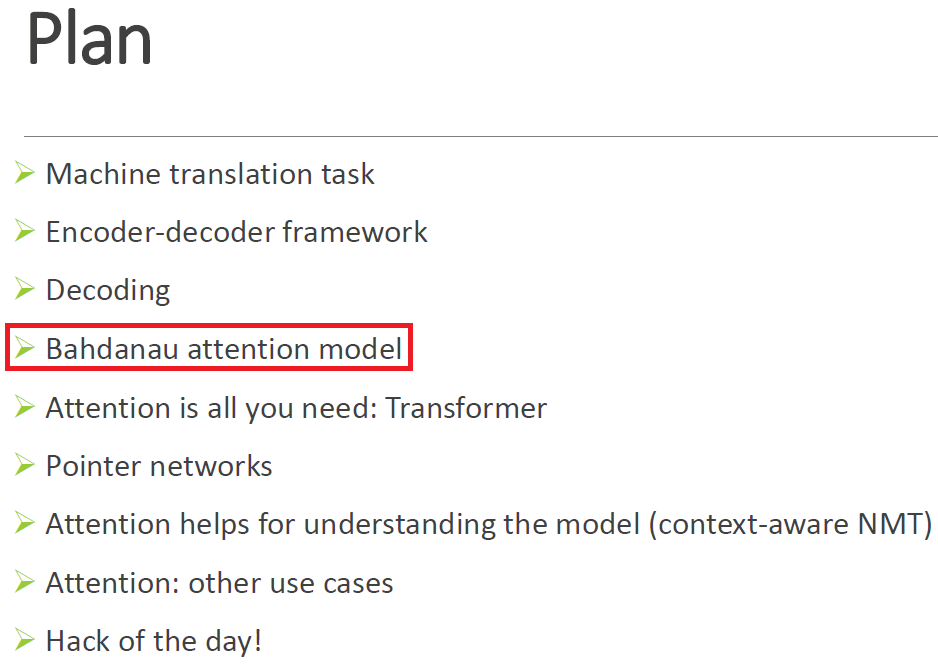 Plan
Machine translation task
Encoder-decoder framework
Decoding
Bahdanau attention model
Attention is all you need: Transformer
Pointer networks
Attention helps for understanding the model (context-aware NMT)
Attention: other use cases
Hack of the day!